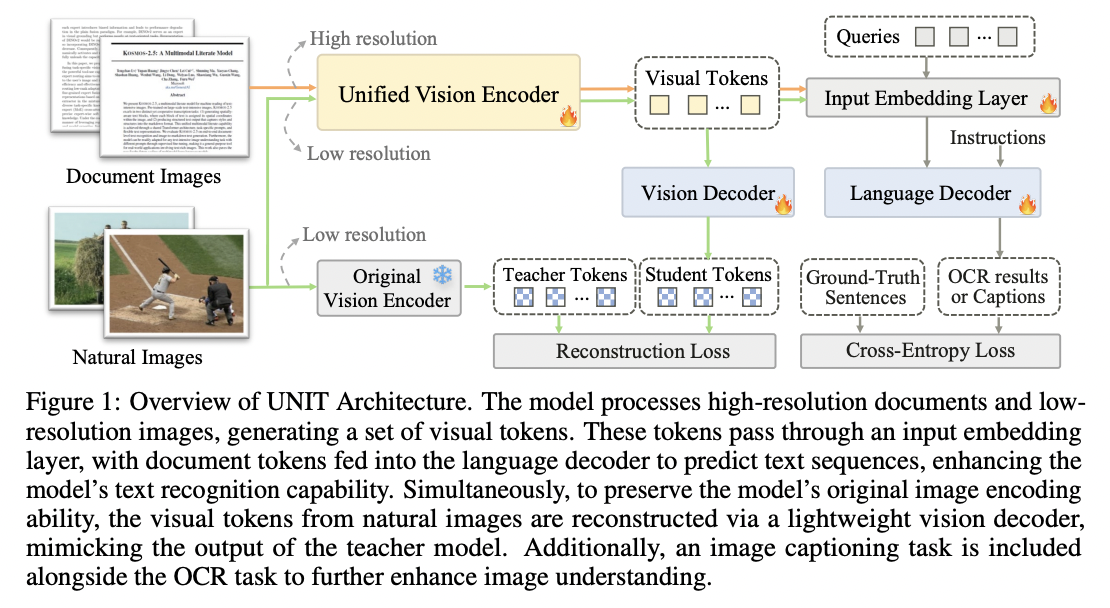 High resolution
Queries ...
KOSMOS-2.5: A Multimodal Literate Model
Abstract
Unified Vision Encoder
Visual Tokens
...
Input Embedding Layer
Low resolution
Instructions
Document Images
Vision Decoder
Language Decoder
Low resolution
Original
Vision Encoder
Teacher Tokens
...
Student Tokens
...
Ground-Truth
Sentences
OCR results
or Captions
Natural Images
Reconstruction Loss
Cross-Entropy Loss
Figure 1: Overview of UNIT Architecture. The model processes high-resolution documents and low-
resolution images, generating a set of visual tokens. These tokens pass through an input embedding
layer, with document tokens fed into the language decoder to predict text sequences, enhancing the
model's text recognition capability. Simultaneously, to preserve the model's original image encoding
ability, the visual tokens from natural images are reconstructed via a lightweight vision decoder,
mimicking the output of the teacher model. Additionally, an image captioning task is included
alongside the OCR task to further enhance image understanding.